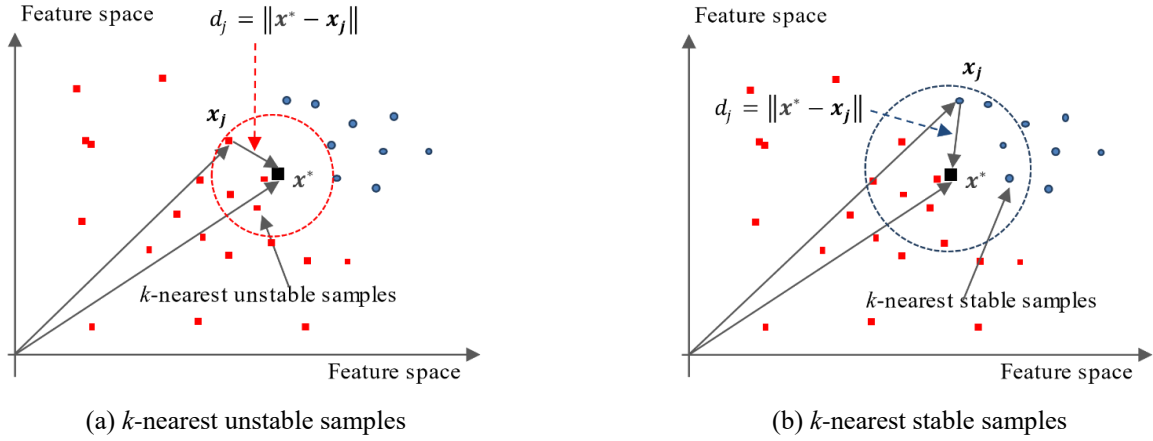 Feature space
d_j = ‖x* − x_j‖
x_j
x*
k-nearest unstable samples
Feature space
(a) k-nearest unstable samples
Feature space
x_j
d_j = ‖x* − x_j‖
x*
k-nearest stable samples
Feature space
(b) k-nearest stable samples